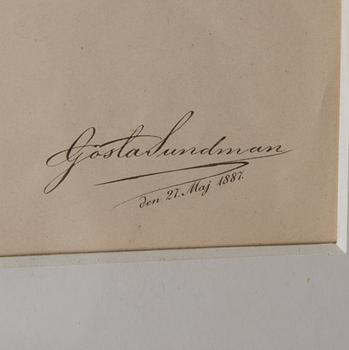 Gösta Sundman
den 27. Maj 1887.